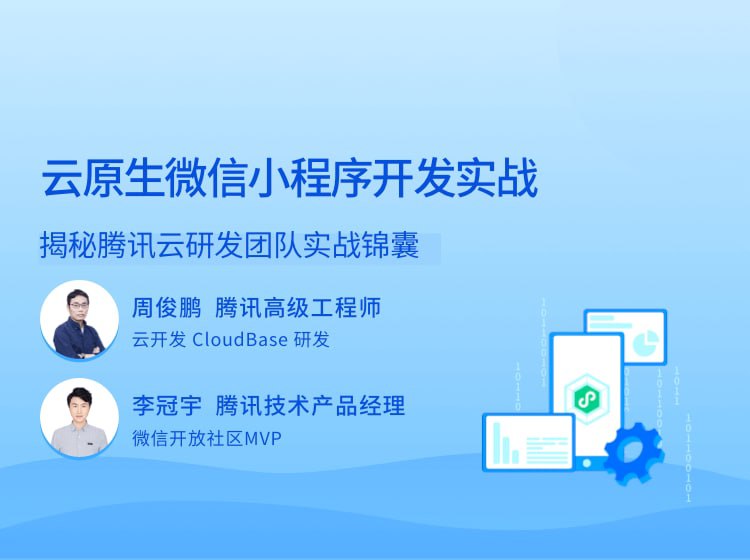 云原生微信小程序开发实战
揭秘腾讯云研发团队实战锦囊
周俊鹏 腾讯高级工程师
云开发 CloudBase 研发
李冠宇 腾讯技术产品经理
微信开放社区MVP